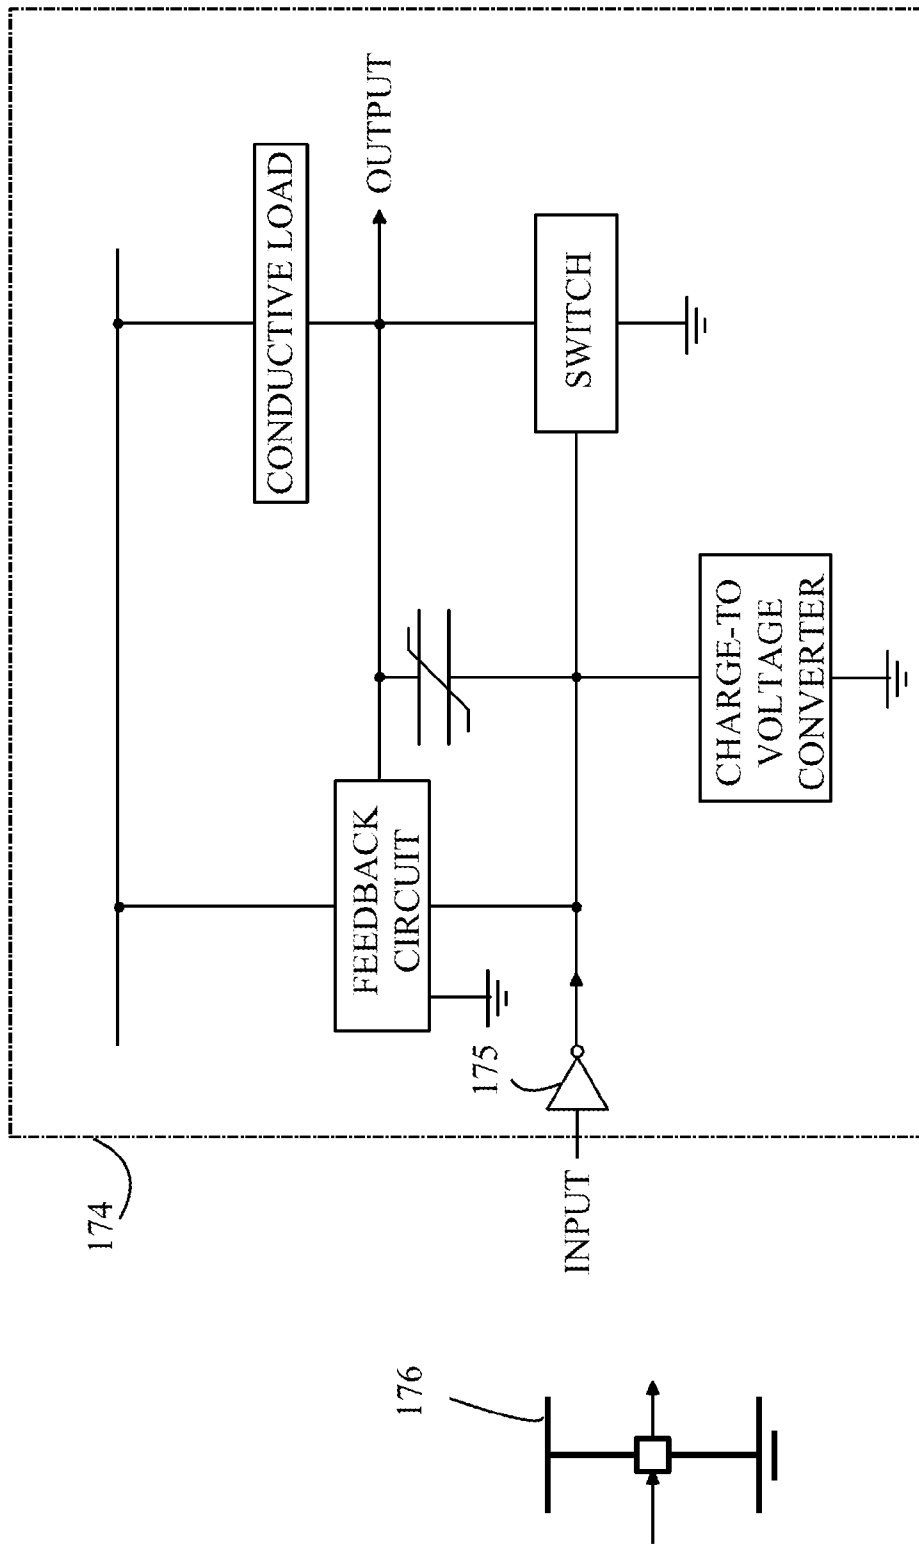 174
CONDUCTIVE LOAD
OUTPUT
FEEDBACK
CIRCUIT
175
INPUT
SWITCH
CHARGE-TO
VOLTAGE
CONVERTER
176